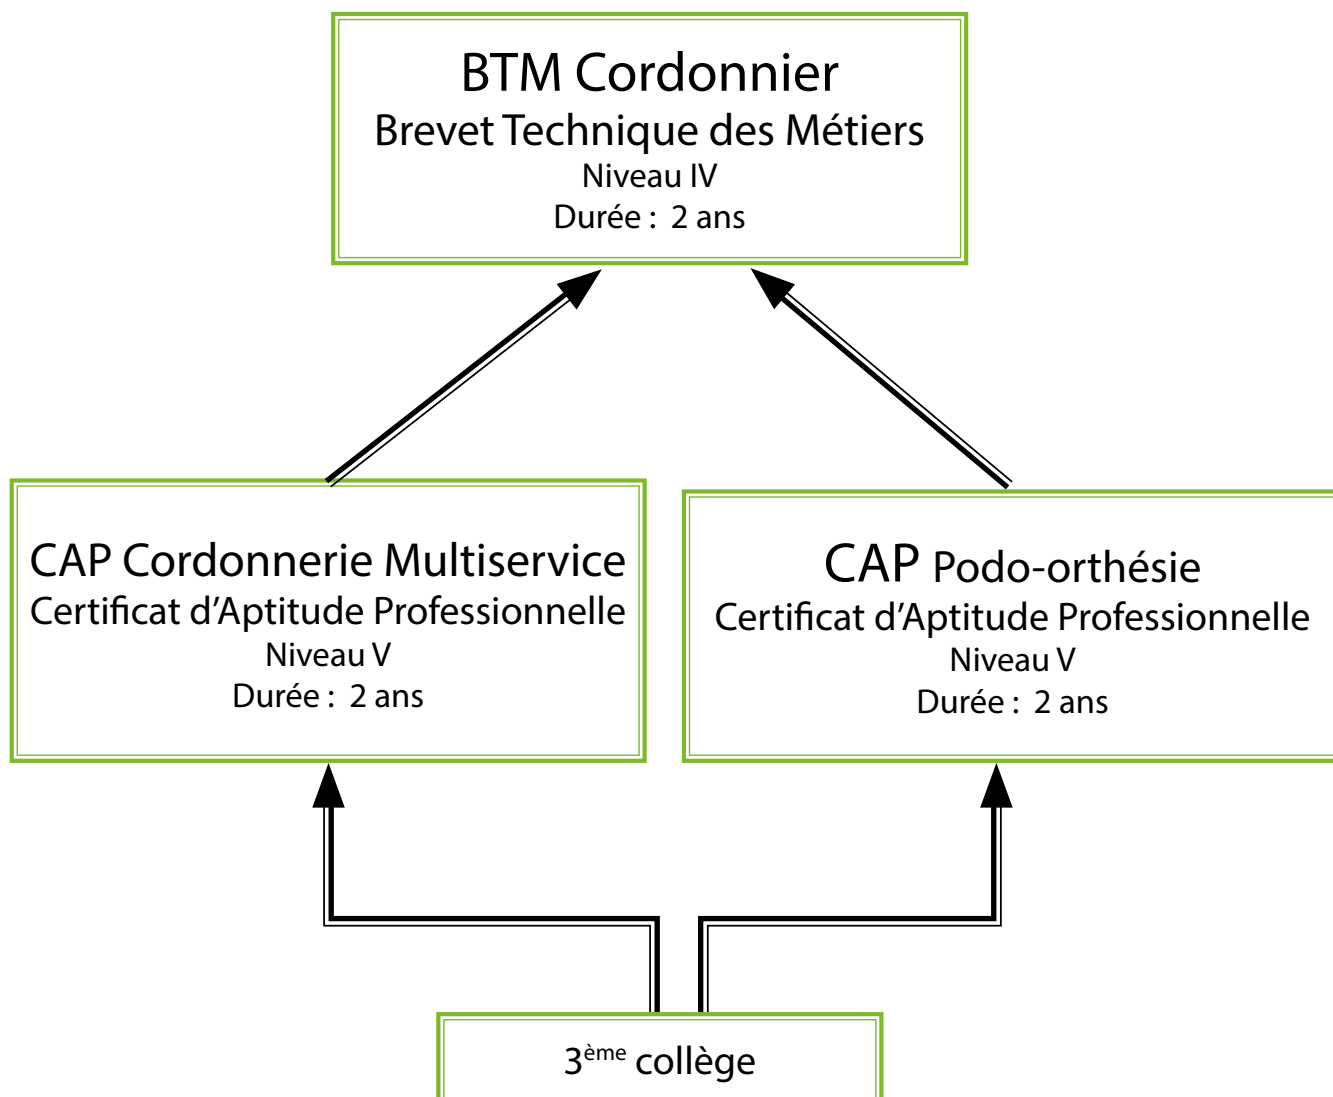 BTM Cordonnier
Brevet Technique des Métiers
Niveau IV
Durée : 2 ans
CAP Cordonnerie Multiservice
Certificat d’Aptitude Professionnelle
Niveau V
Durée : 2 ans
CAP Podo-orthésie
Certificat d’Aptitude Professionnelle
Niveau V
Durée : 2 ans
3ème collège